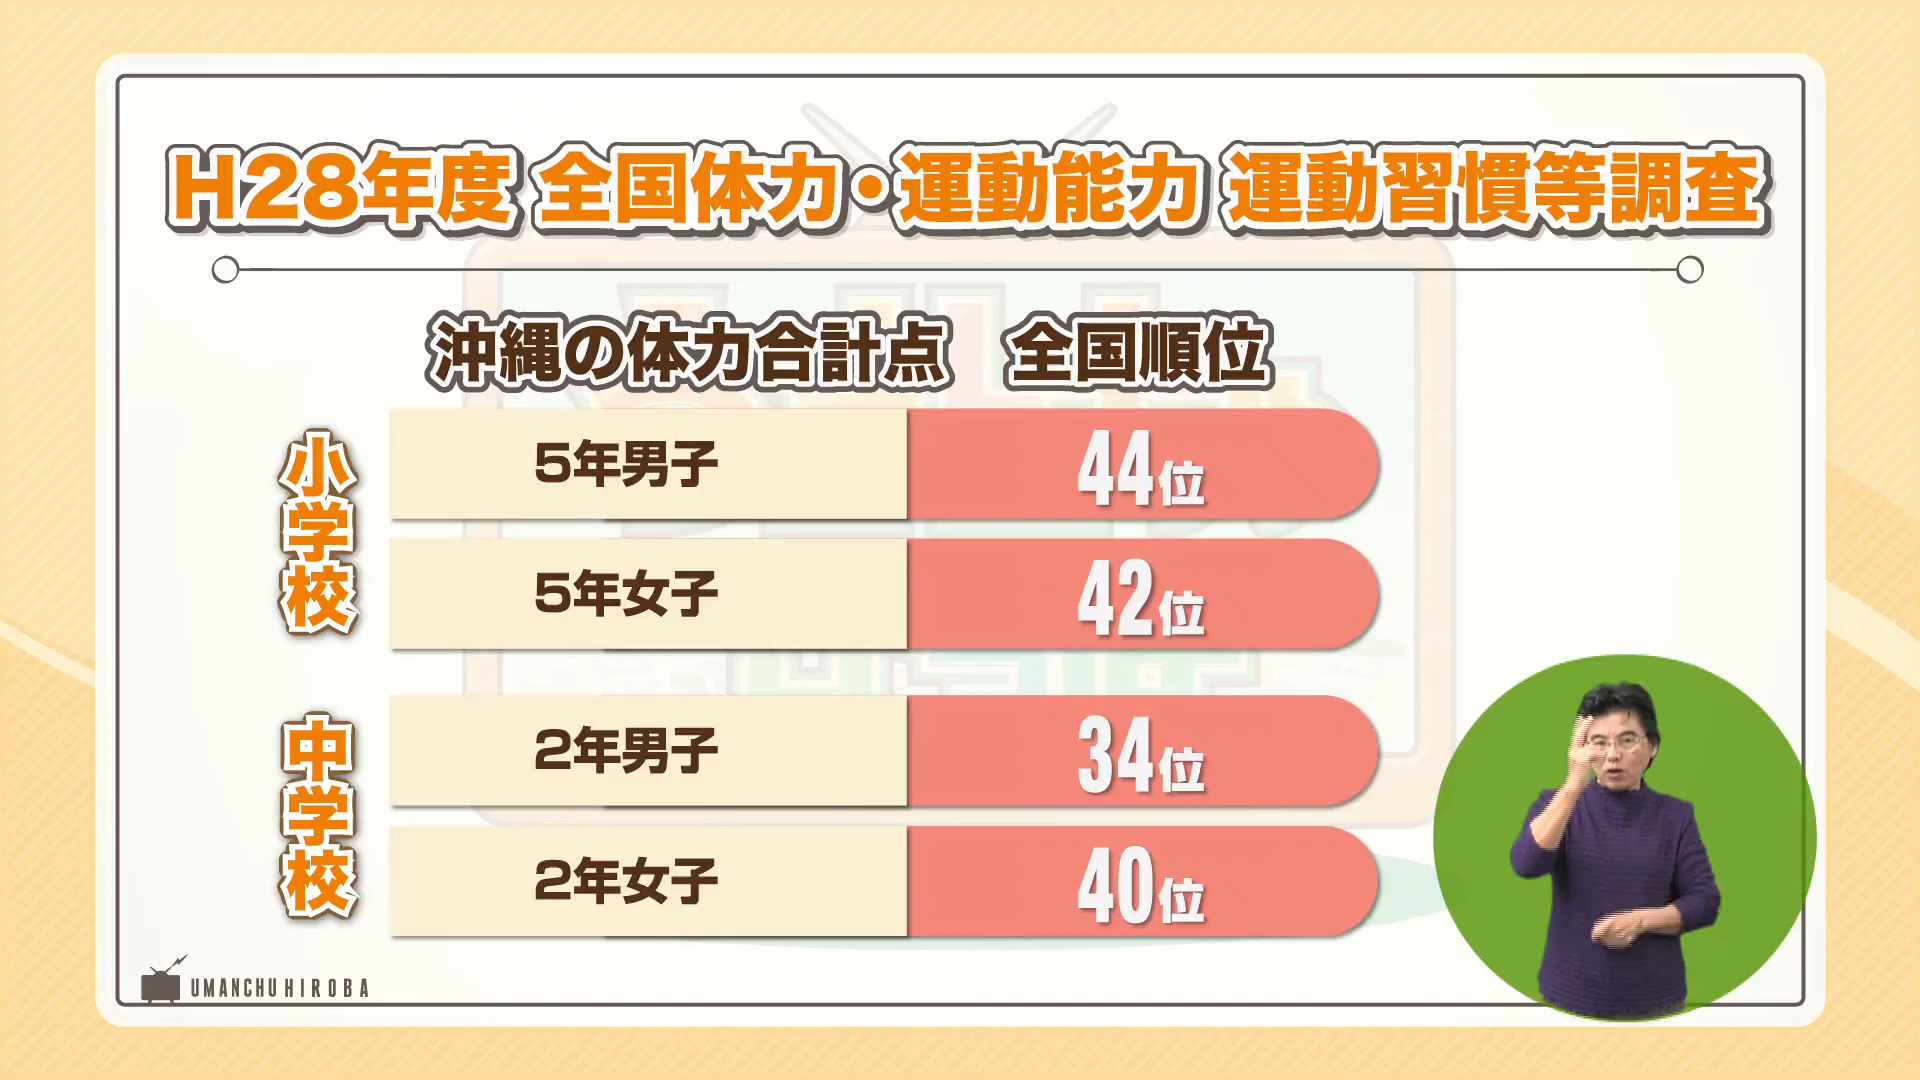 H28年度 全国体力・運動能力 運動習慣等調査
沖縄の体力合計点 全国順位
小学校
5年男子 44位
5年女子 42位
中学校
2年男子 34位
2年女子 40位
UMANCHU HIROBA